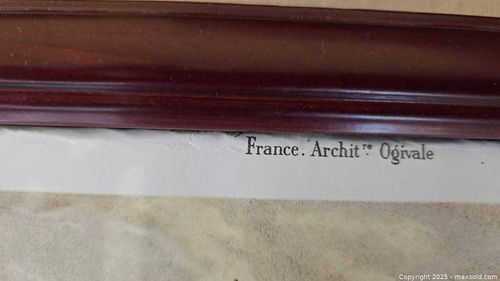 France. Archit.re Ogivale
Copyright © 2025 - maxsold.com